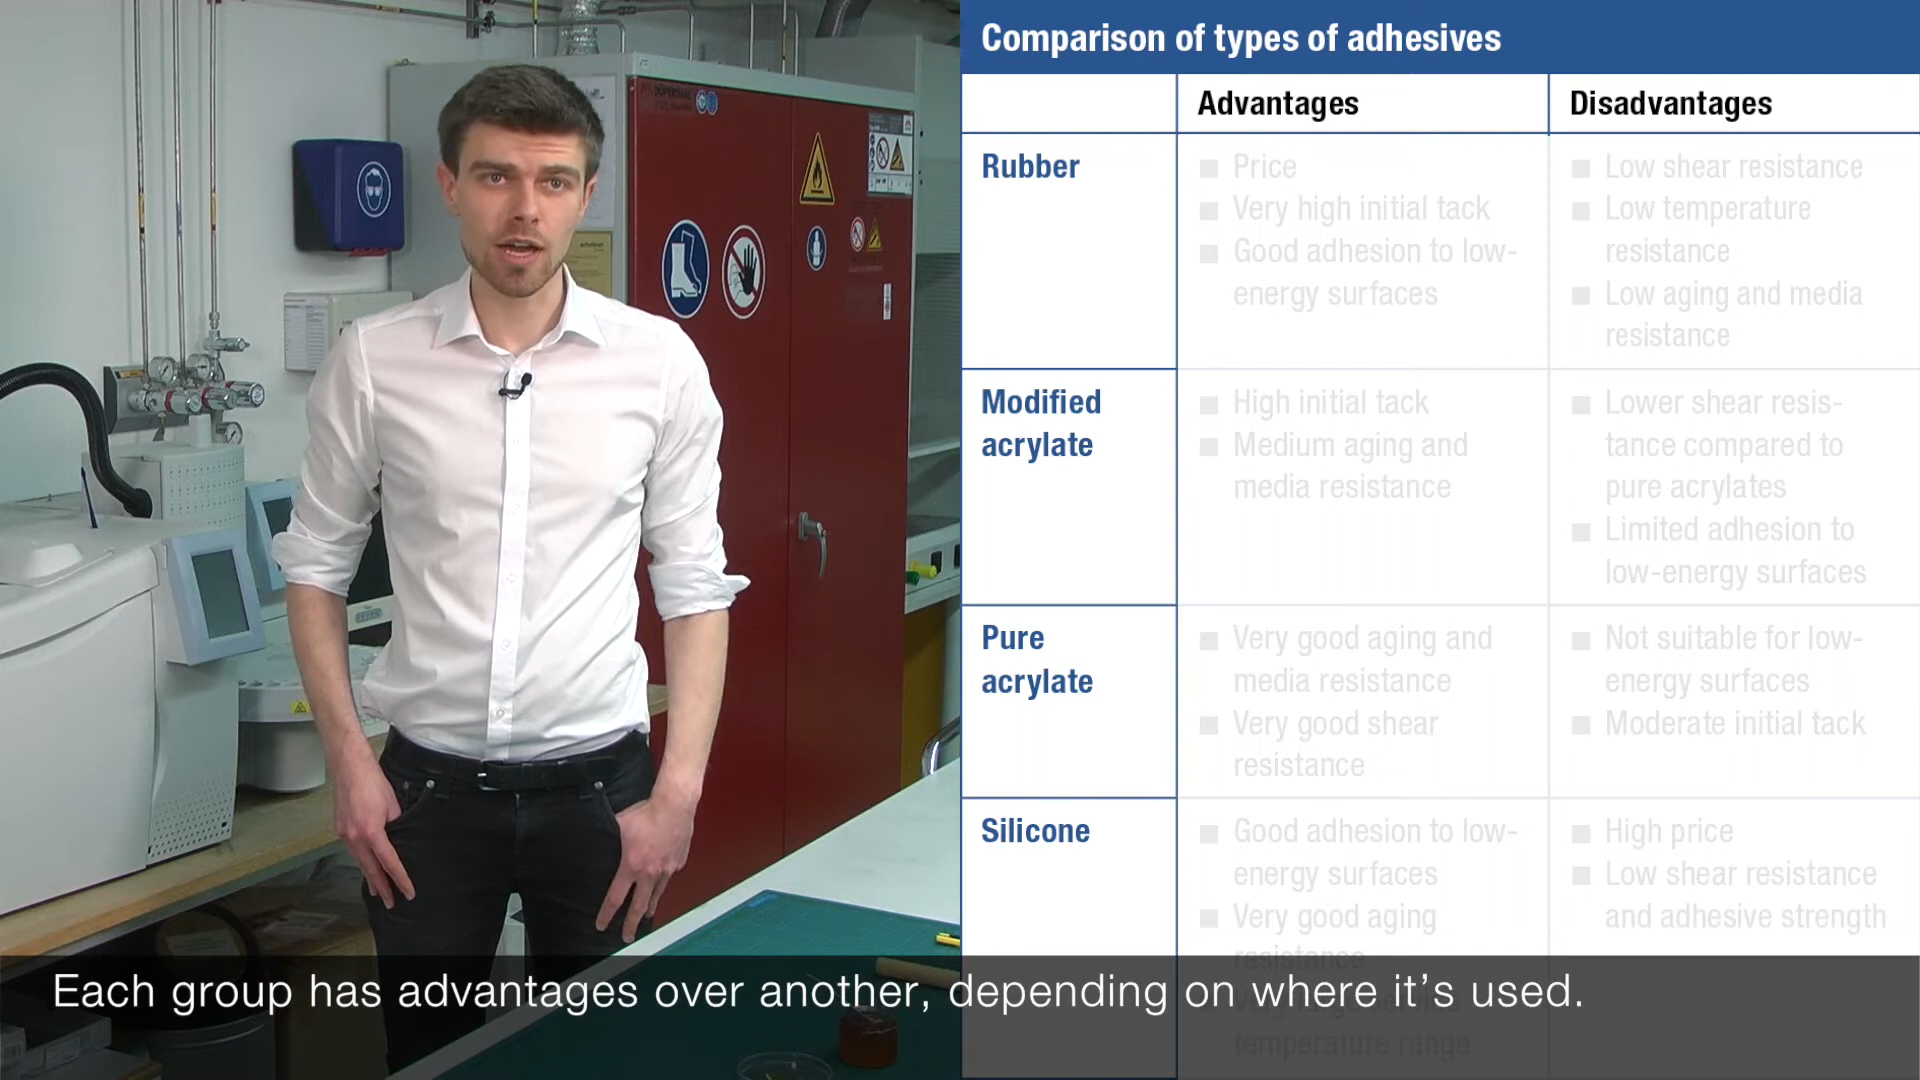 Comparison of types of adhesives
Advantages
Disadvantages
Rubber
Price
Very high initial tack
Good adhesion to low-
energy surfaces
Low shear resistance
Low temperature
resistance
Low aging and media
resistance
Modified
acrylate
High initial tack
Medium aging and
media resistance
Lower shear resis-
tance compared to
pure acrylates
Limited adhesion to
low-energy surfaces
Pure
acrylate
Very good aging and
media resistance
Very good shear
resistance
Not suitable for low-
energy surfaces
Moderate initial tack
Silicone
Good adhesion to low-
energy surfaces
Very good aging
resistance
temperature range
High price
Low shear resistance
and adhesive strength
Each group has advantages over another, depending on where it's used.